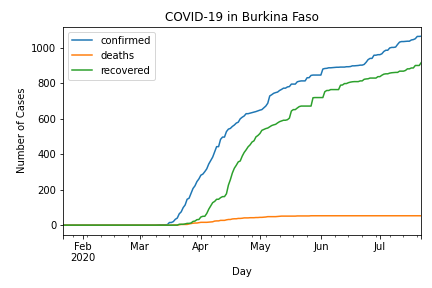 COVID-19 in Burkina Faso
confirmed
deaths
recovered
1000
800
600
400
200
0
Number of Cases
Feb
2020
Mar
Apr
May
Jun
Jul
Day